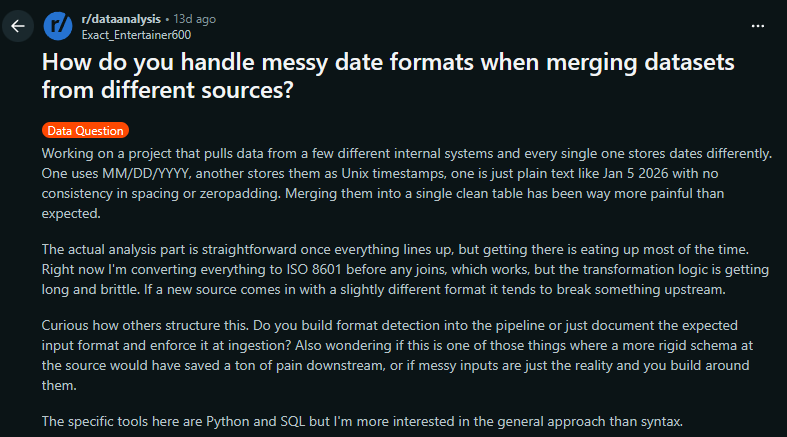 r/dataanalysis • 13d ago
Exact_Entertainer600
How do you handle messy date formats when merging datasets
from different sources?
Data Question
Working on a project that pulls data from a few different internal systems and every single one stores dates differently.
One uses MM/DD/YYYY, another stores them as Unix timestamps, one is just plain text like Jan 5 2026 with no
consistency in spacing or zeropadding. Merging them into a single clean table has been way more painful than
expected.
The actual analysis part is straightforward once everything lines up, but getting there is eating up most of the time.
Right now I'm converting everything to ISO 8601 before any joins, which works, but the transformation logic is getting
long and brittle. If a new source comes in with a slightly different format it tends to break something upstream.
Curious how others structure this. Do you build format detection into the pipeline or just document the expected
input format and enforce it at ingestion? Also wondering if this is one of those things where a more rigid schema at
the source would have saved a ton of pain downstream, or if messy inputs are just the reality and you build around
them.
The specific tools here are Python and SQL but I'm more interested in the general approach than syntax.